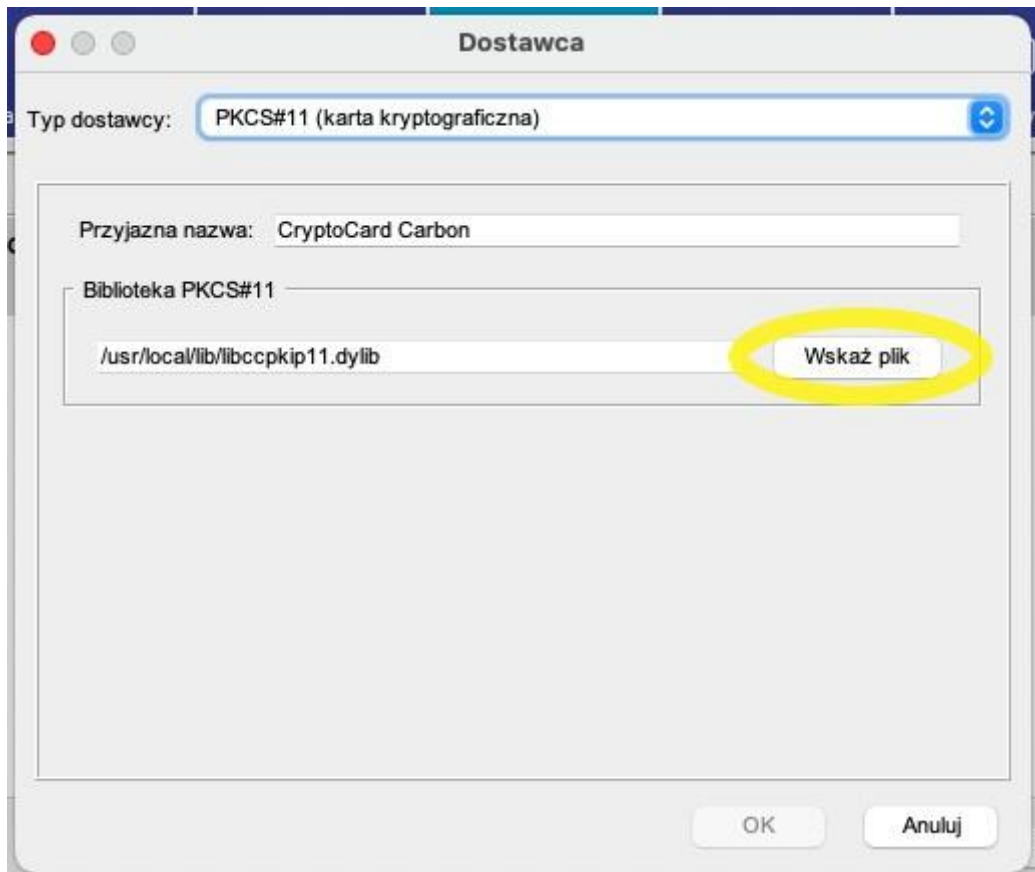 Dostawca
Typ dostawcy: PKCS#11 (karta kryptograficzna)
Przyjazna nazwa: CryptoCard Carbon
Biblioteka PKCS#11
/usr/local/lib/libccpkip11.dylib Wskaż plik
OK Anuluj